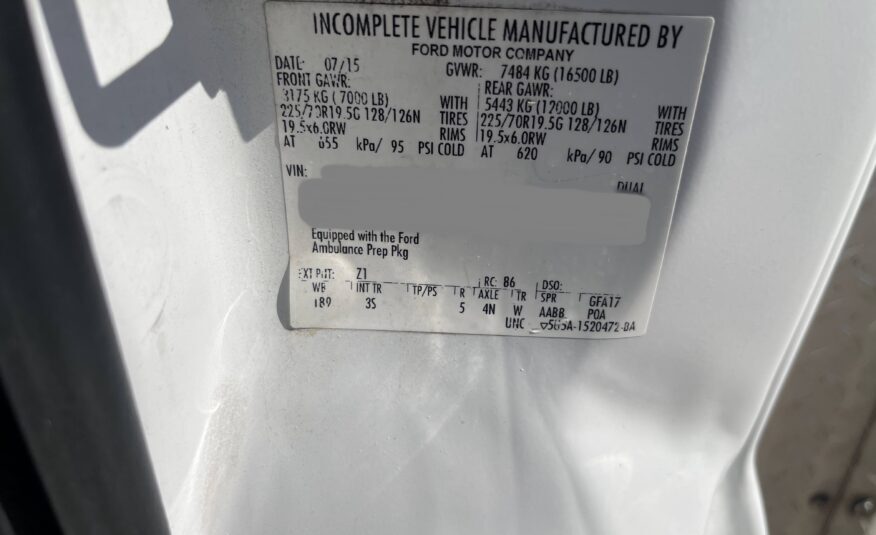 INCOMPLETE VEHICLE MANUFACTURED BY
FORD MOTOR COMPANY
DATE: 07/15 GVWR: 7484 KG (16500 LB)
FRONT GAWR: REAR GAWR:
3175 KG (7000 LB) WITH 5443 KG (12000 LB) WITH
225/70R19.5G 128/126N TIRES 225/70R19.5G 128/126N TIRES
19.5x6.0RW RIMS 19.5x6.0RW RIMS
AT 655 kPa/ 95 PSI COLD AT 620 kPa/ 90 PSI COLD
VIN:
DUAL
Equipped with the Ford
Ambulance Prep Pkg
EXT PNT: Z1 RC: 86 DSO:
WB INT TR TP/PS R AXLE TR SPR GFA17
189 3S 5 4N W AABB POA
UNC